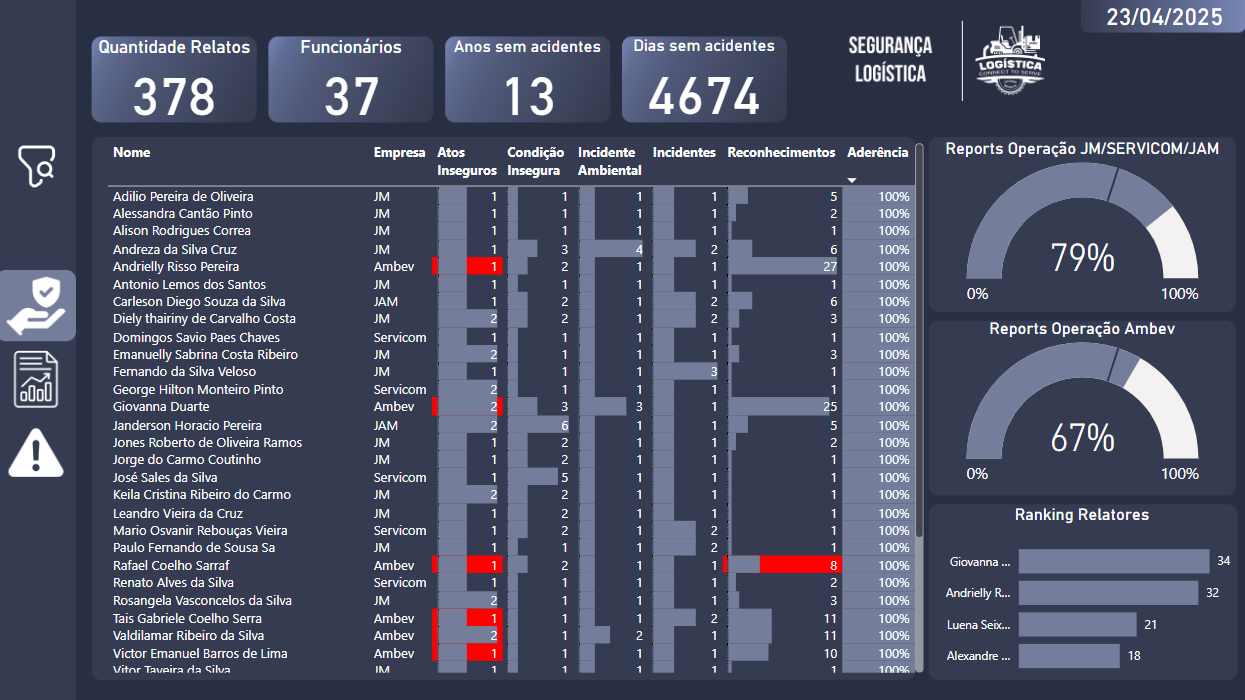 23/04/2025
Quantidade Relatos
378
Funcionários
37
Anos sem acidentes
13
Dias sem acidentes
4674
SEGURANÇA
LOGÍSTICA
LOGÍSTICA
CONNECT TO SERVE
Nome Empresa Atos Inseguros Condição Insegura Incidente Ambiental Incidentes Reconhecimentos Aderência
Adilio Pereira de Oliveira JM 1 1 1 1 5 100%
Alessandra Cantão Pinto JM 1 1 1 1 2 100%
Alison Rodrigues Correa JM 1 1 1 1 1 100%
Andreza da Silva Cruz JM 1 3 4 2 6 100%
Andrielly Risso Pereira Ambev 1 2 1 1 27 100%
Antonio Lemos dos Santos JM 1 1 1 1 1 100%
Carleson Diego Souza da Silva JAM 1 2 1 2 6 100%
Diely thairiny de Carvalho Costa JM 2 2 1 2 3 100%
Domingos Savio Paes Chaves Servicom 1 1 1 1 1 100%
Emanuelly Sabrina Costa Ribeiro JM 2 1 1 1 3 100%
Fernando da Silva Veloso JM 1 1 1 3 1 100%
George Hilton Monteiro Pinto Servicom 2 1 1 1 1 100%
Giovanna Duarte Ambev 2 3 3 1 25 100%
Janderson Horacio Pereira JAM 2 6 1 1 5 100%
Jones Roberto de Oliveira Ramos JM 1 2 1 1 2 100%
Jorge do Carmo Coutinho JM 1 2 1 1 1 100%
José Sales da Silva Servicom 1 5 1 1 1 100%
Keila Cristina Ribeiro do Carmo JM 2 2 1 1 1 100%
Leandro Vieira da Cruz JM 1 2 1 1 1 100%
Mario Osvanir Rebouças Vieira Servicom 1 2 1 2 1 100%
Paulo Fernando de Sousa Sa JM 1 1 1 2 1 100%
Rafael Coelho Sarraf Ambev 1 2 1 1 8 100%
Renato Alves da Silva Servicom 1 1 1 1 2 100%
Rosangela Vasconcelos da Silva JM 2 1 1 1 3 100%
Tais Gabriele Coelho Serra Ambev 1 1 1 2 11 100%
Valdilamar Ribeiro da Silva Ambev 2 1 2 1 11 100%
Victor Emanuel Barros de Lima Ambev 1 1 1 1 10 100%
Vitor Taveira da Silva JM 1 1 1 1 1 100%
Reports Operação JM/SERVICOM/JAM
79%
0% 100%
Reports Operação Ambev
67%
0% 100%
Ranking Relatores
Giovanna ... 34
Andrielly R... 32
Luena Seix... 21
Alexandre ... 18